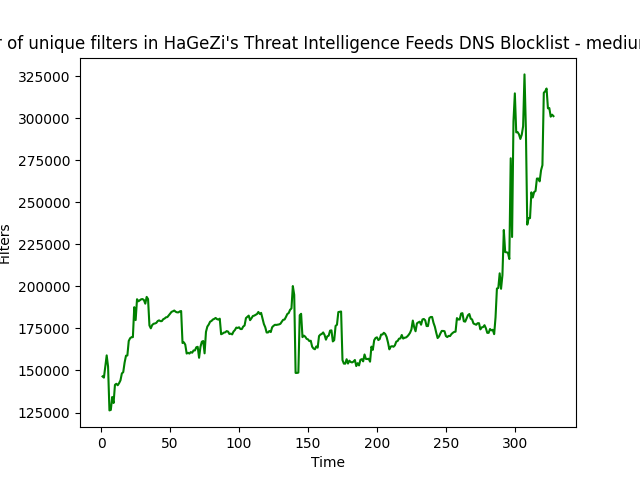 r of unique filters in HaGeZi's Threat Intelligence Feeds DNS Blocklist - medium
325000
300000
275000
250000
225000
200000
175000
150000
125000
Filters
0 50 100 150 200 250 300
Time